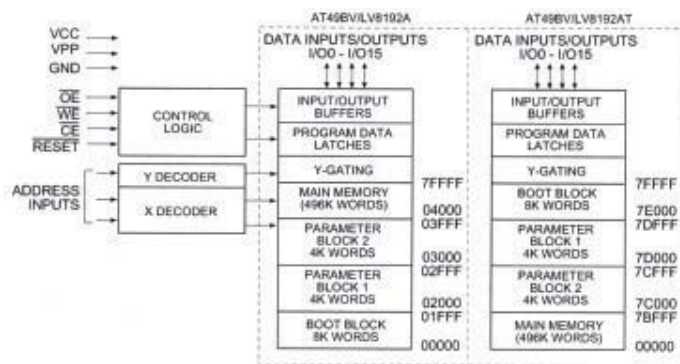 AT49BV/LV8192A
AT49BV/LV8192AT
VCC
VPP
GND
OE
WE
CE
RESET
ADDRESS
INPUTS
CONTROL
LOGIC
Y DECODER
X DECODER
DATA INPUTS/OUTPUTS
I/O0 - I/O15
INPUT/OUTPUT
BUFFERS
PROGRAM DATA
LATCHES
Y-GATING
7FFFF
MAIN MEMORY
(496K WORDS)
04000
03FFF
PARAMETER
BLOCK 2
4K WORDS
03000
02FFF
PARAMETER
BLOCK 1
4K WORDS
02000
01FFF
BOOT BLOCK
8K WORDS
00000
DATA INPUTS/OUTPUTS
I/O0 - I/O15
INPUT/OUTPUT
BUFFERS
PROGRAM DATA
LATCHES
Y-GATING
7FFFF
BOOT BLOCK
8K WORDS
7E000
7DFFF
PARAMETER
BLOCK 1
4K WORDS
7D000
7CFFF
PARAMETER
BLOCK 2
4K WORDS
7C000
7BFFF
MAIN MEMORY
(496K WORDS)
00000